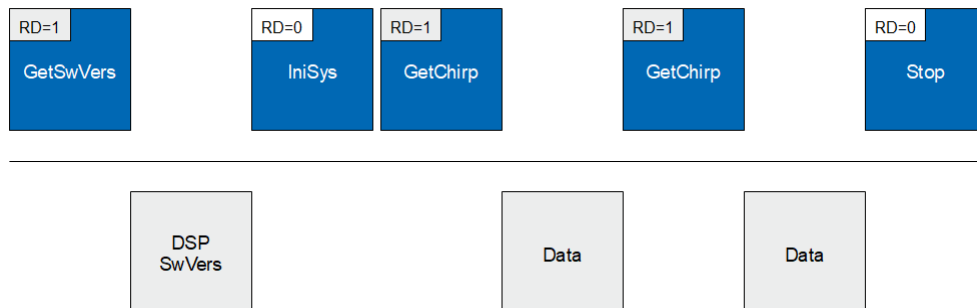 RD=1
GetSwVers
RD=0
IniSys
RD=1
GetChirp
RD=1
GetChirp
RD=0
Stop
DSP
SwVers
Data
Data